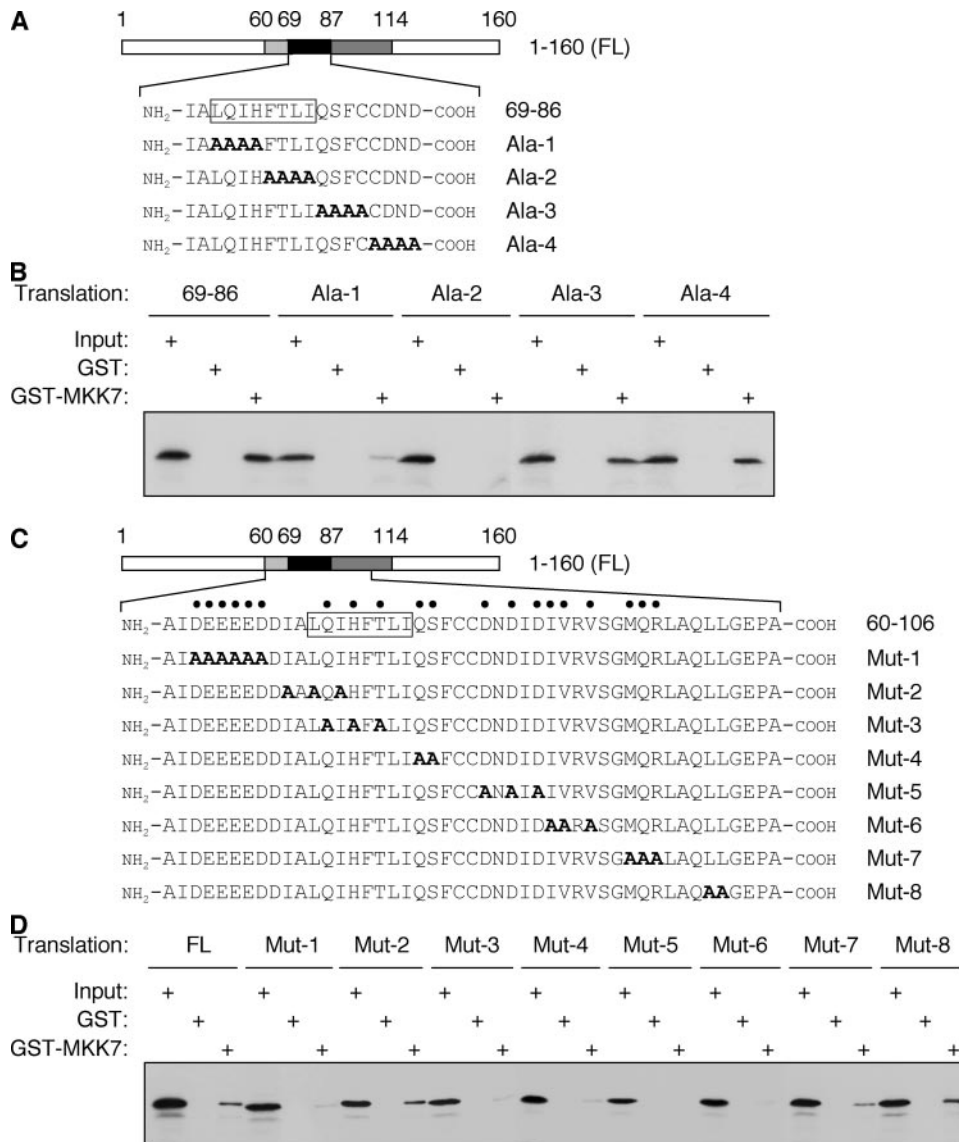 A
1 60 69 87 114 160
1-160 (FL)
NH2-IALQIHFTLIQSFCCDND-COOH 69-86
NH2-IAAAAAFTLIQSFCCDND-COOH Ala-1
NH2-IALQIHAAAAQSFCCDND-COOH Ala-2
NH2-IALQIHFTLIAAAACDND-COOH Ala-3
NH2-IALQIHFTLIQSFCAAAA-COOH Ala-4
B
Translation: 69-86 Ala-1 Ala-2 Ala-3 Ala-4
Input: + + + + +
GST: + + + + +
GST-MKK7: + + + + +
C
1 60 69 87 114 160
1-160 (FL)
NH2-AIDEEEEDDIALQIHFTLIQSFCCDNDIDIVRVSGMQRLAQLLGEPA-COOH 60-106
NH2-AIAAAAAADIALQIHFTLIQSFCCDNDIDIVRVSGMQRLAQLLGEPA-COOH Mut-1
NH2-AIDEEEEDDAAAQAHFTLIQSFCCDNDIDIVRVSGMQRLAQLLGEPA-COOH Mut-2
NH2-AIDEEEEDDIALAIAFALIQSFCCDNDIDIVRVSGMQRLAQLLGEPA-COOH Mut-3
NH2-AIDEEEEDDIALQIHFTLIAAFCCDNDIDIVRVSGMQRLAQLLGEPA-COOH Mut-4
NH2-AIDEEEEDDIALQIHFTLIQSFCCANAIAIVRVSGMQRLAQLLGEPA-COOH Mut-5
NH2-AIDEEEEDDIALQIHFTLIQSFCCDNDIDAARASGMQRLAQLLGEPA-COOH Mut-6
NH2-AIDEEEEDDIALQIHFTLIQSFCCDNDIDIVRVSGAAALAQLLGEPA-COOH Mut-7
NH2-AIDEEEEDDIALQIHFTLIQSFCCDNDIDIVRVSGMQRLAQAAGEPA-COOH Mut-8
D
Translation: FL Mut-1 Mut-2 Mut-3 Mut-4 Mut-5 Mut-6 Mut-7 Mut-8
Input: + + + + + + + + +
GST: + + + + + + + + +
GST-MKK7: + + + + + + + + +